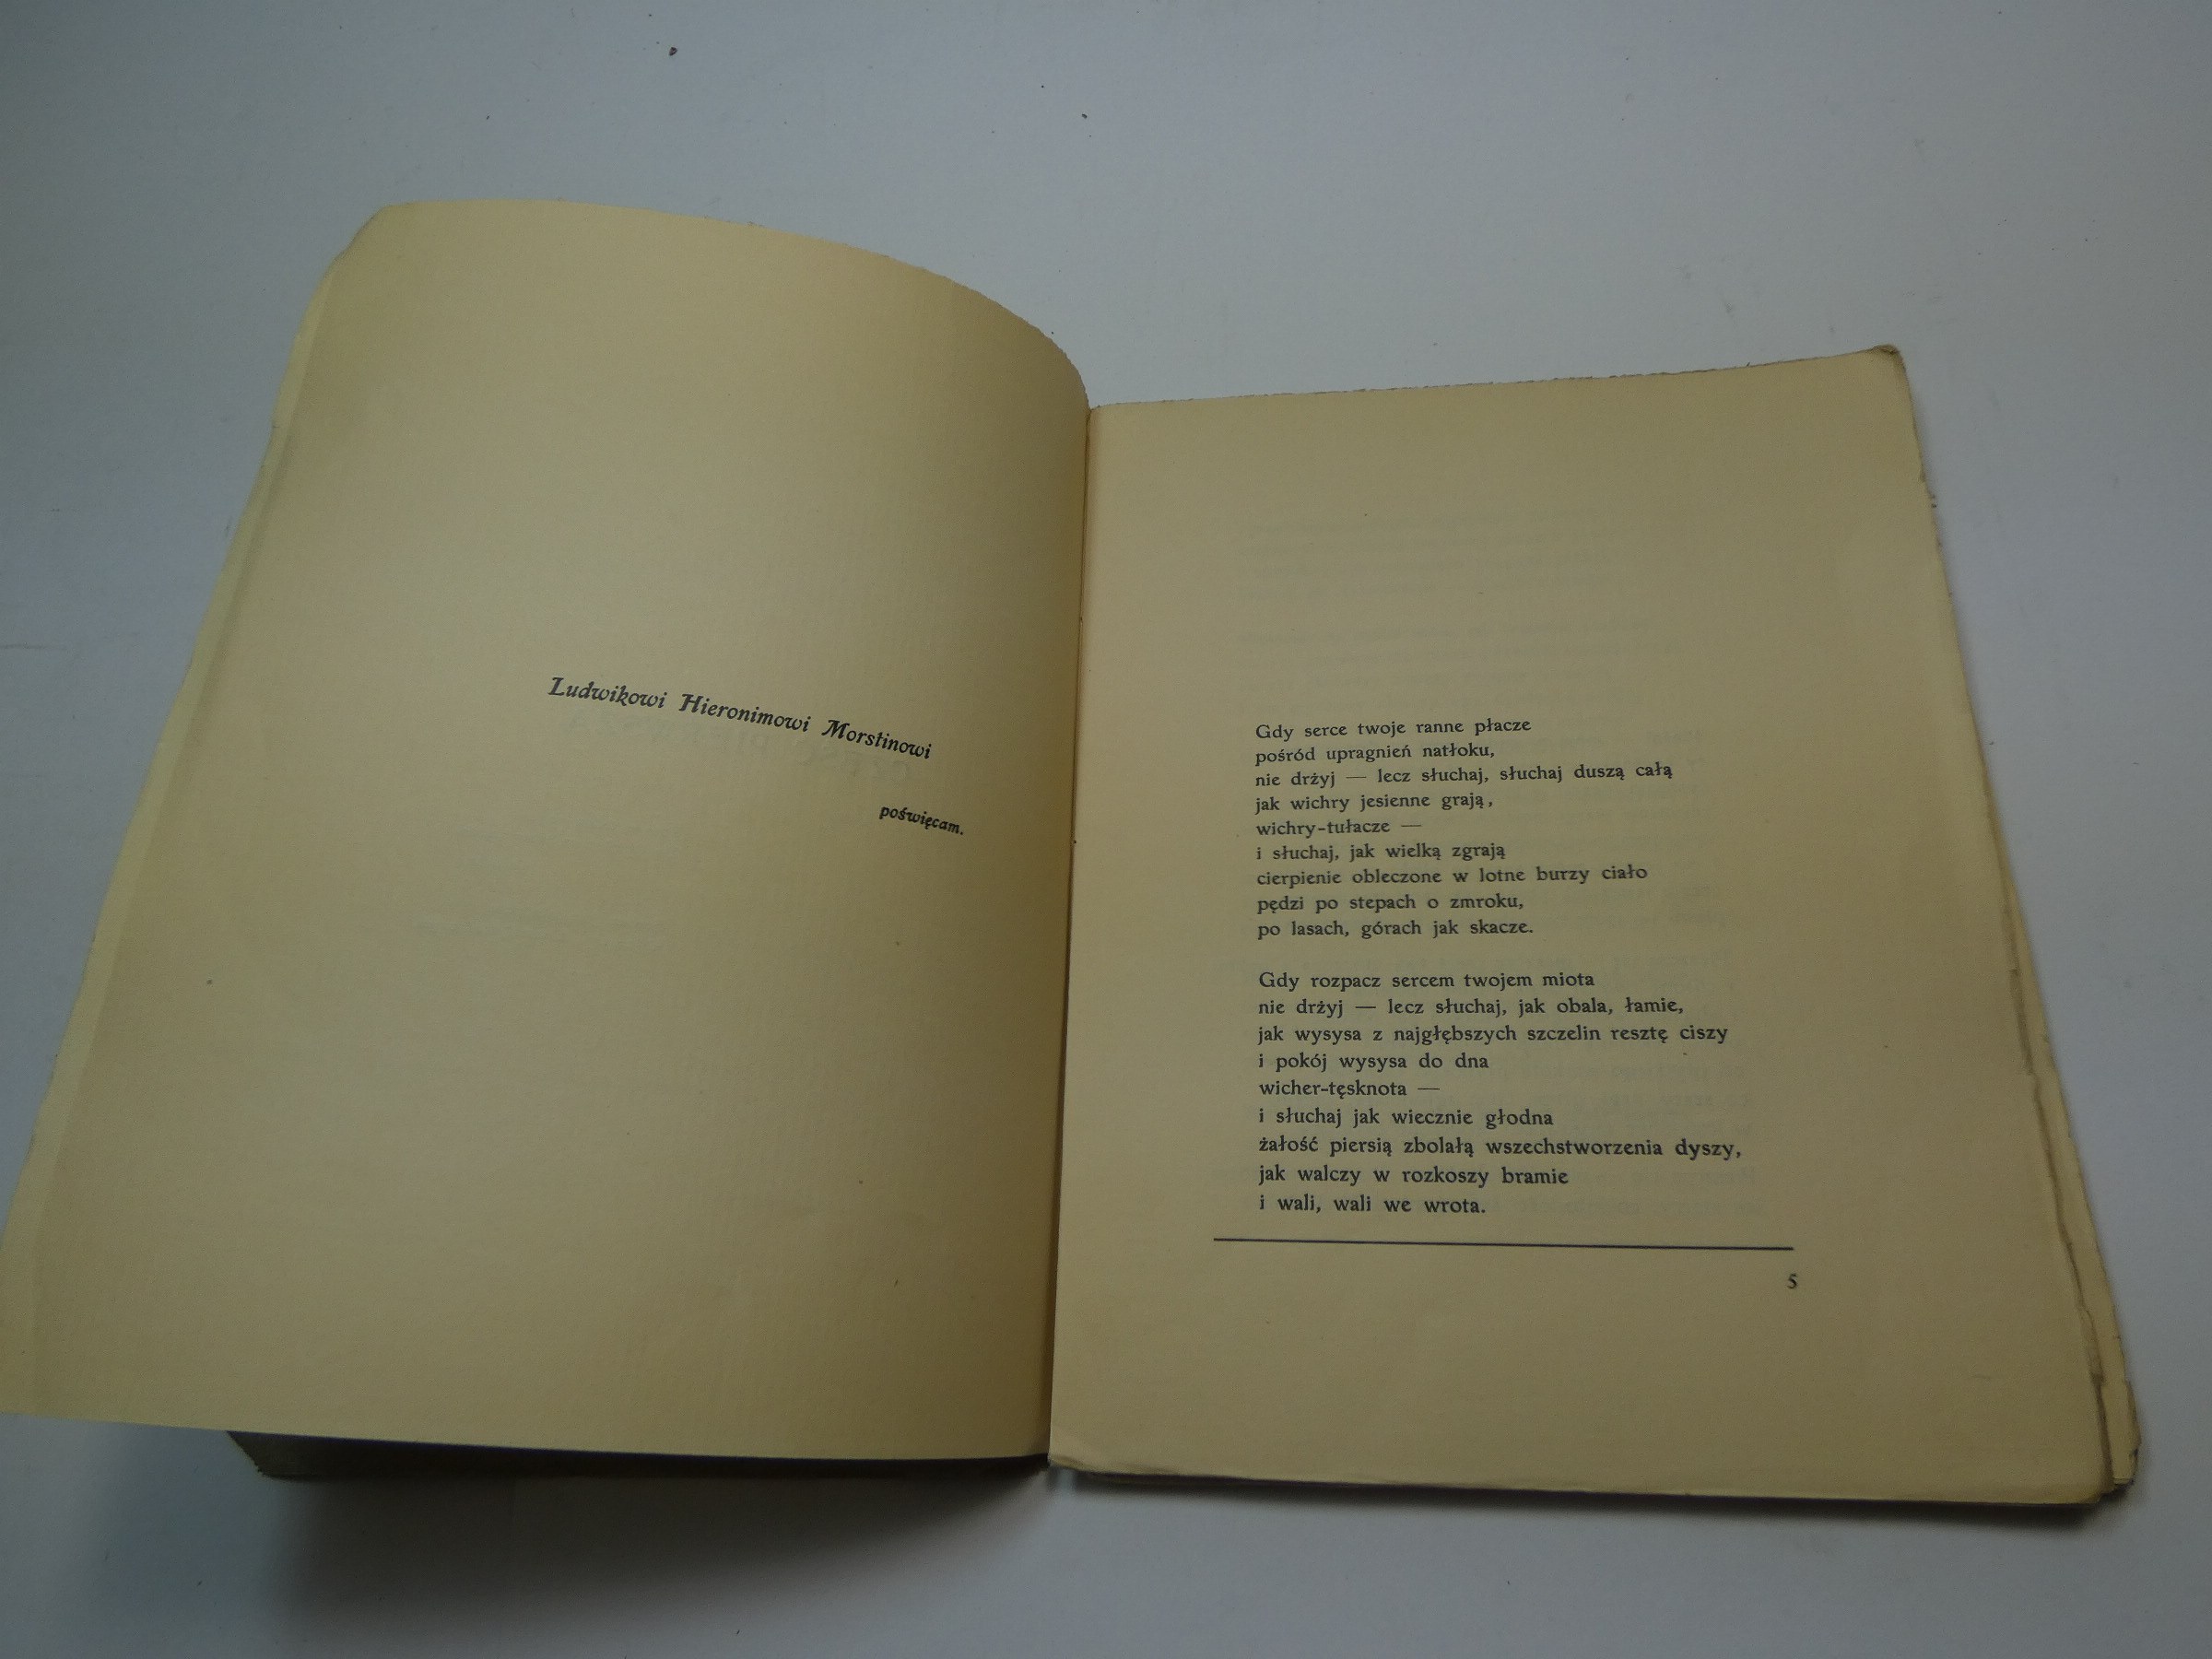 Ludwikowi Hieronimowi Morstinowi
poświęcam.
Gdy serce twoje ranne płacze
pośród upragnień natłoku,
nie drżyj — lecz słuchaj, słuchaj duszą całą
jak wichry jesienne grają,
wichry-tułacze —
i słuchaj, jak wielką zgrają
cierpienie obleczone w lotne burzy ciało
pędzi po stepach o zmroku,
po lasach, górach jak skacze.
Gdy rozpacz sercem twojem miota
nie drżyj — lecz słuchaj, jak obala, łamie,
jak wysysa z najgłębszych szczelin resztę ciszy
i pokój wysysa do dna
wicher-tęsknota —
i słuchaj jak wiecznie głodna
żałość piersią zbolałą wszechstworzenia dyszy,
jak walczy w rozkoszy bramie
i wali, wali we wrota.
5